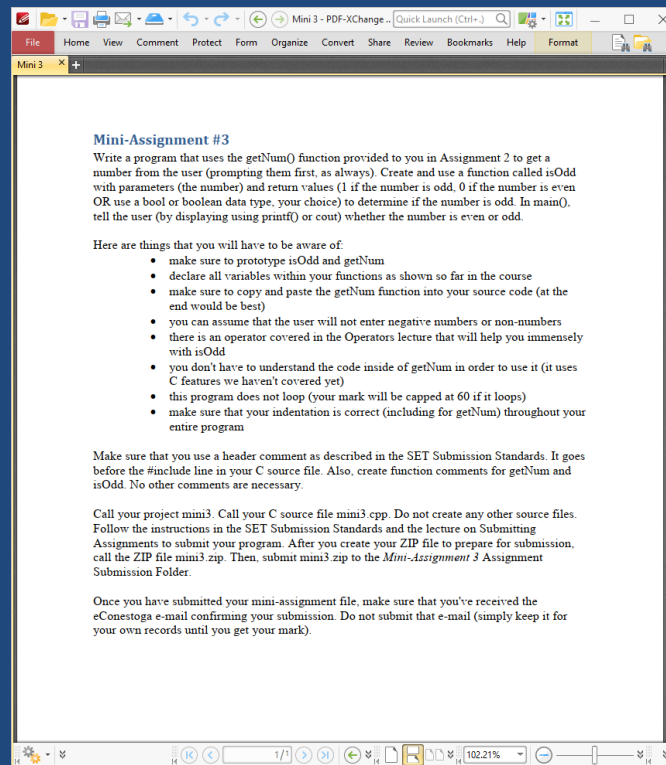 Mini 3 - PDF-XChange .. Quick Launch (Ctrl+.)
File Home View Comment Protect Form Organize Convert Share Review Bookmarks Help Format
Mini 3
Mini-Assignment #3
Write a program that uses the getNum() function provided to you in Assignment 2 to get a
number from the user (prompting them first, as always). Create and use a function called isOdd
with parameters (the number) and return values (1 if the number is odd, 0 if the number is even
OR use a bool or boolean data type, your choice) to determine if the number is odd. In main(),
tell the user (by displaying using printf() or cout) whether the number is even or odd.
Here are things that you will have to be aware of:
• make sure to prototype isOdd and getNum
• declare all variables within your functions as shown so far in the course
• make sure to copy and paste the getNum function into your source code (at the
end would be best)
• you can assume that the user will not enter negative numbers or non-numbers
• there is an operator covered in the Operators lecture that will help you immensely
with isOdd
• you don't have to understand the code inside of getNum in order to use it (it uses
C features we haven't covered yet)
• this program does not loop (your mark will be capped at 60 if it loops)
• make sure that your indentation is correct (including for getNum) throughout your
entire program
Make sure that you use a header comment as described in the SET Submission Standards. It goes
before the #include line in your C source file. Also, create function comments for getNum and
isOdd. No other comments are necessary.
Call your project mini3. Call your C source file mini3.cpp. Do not create any other source files.
Follow the instructions in the SET Submission Standards and the lecture on Submitting
Assignments to submit your program. After you create your ZIP file to prepare for submission,
call the ZIP file mini3.zip. Then, submit mini3.zip to the Mini-Assignment 3 Assignment
Submission Folder.
Once you have submitted your mini-assignment file, make sure that you've received the
eConestoga e-mail confirming your submission. Do not submit that e-mail (simply keep it for
your own records until you get your mark).
1/1 102.21%